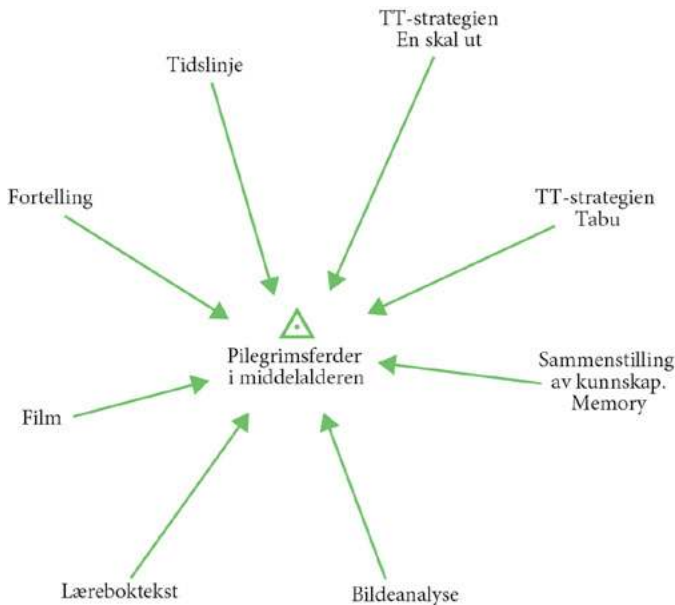 TT-strategien
En skal ut
Tidslinje
Fortelling
TT-strategien
Tabu
Pilegrimsferder
i middelalderen
Sammenstilling
av kunnskap.
Memory
Film
Læreboktekst
Bildeanalyse